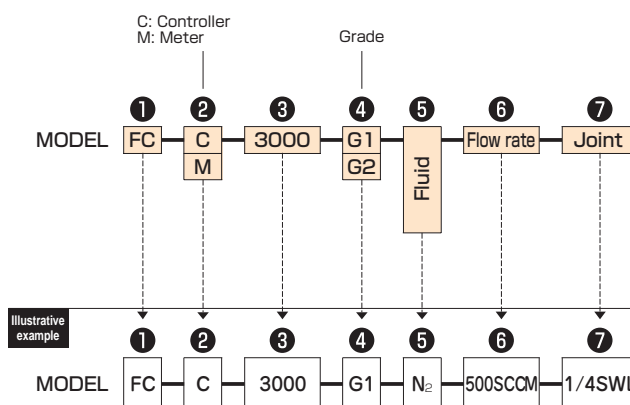 C: Controller
M: Meter
Grade
❶ ❷ ❸ ❹ ❺ ❻ ❼
MODEL FC C 3000 G1 Fluid Flow rate Joint
M G2
Illustrative
example
❶ ❷ ❸ ❹ ❺ ❻ ❼
MODEL FC C 3000 G1 N₂ 500SCCM 1/4SWL